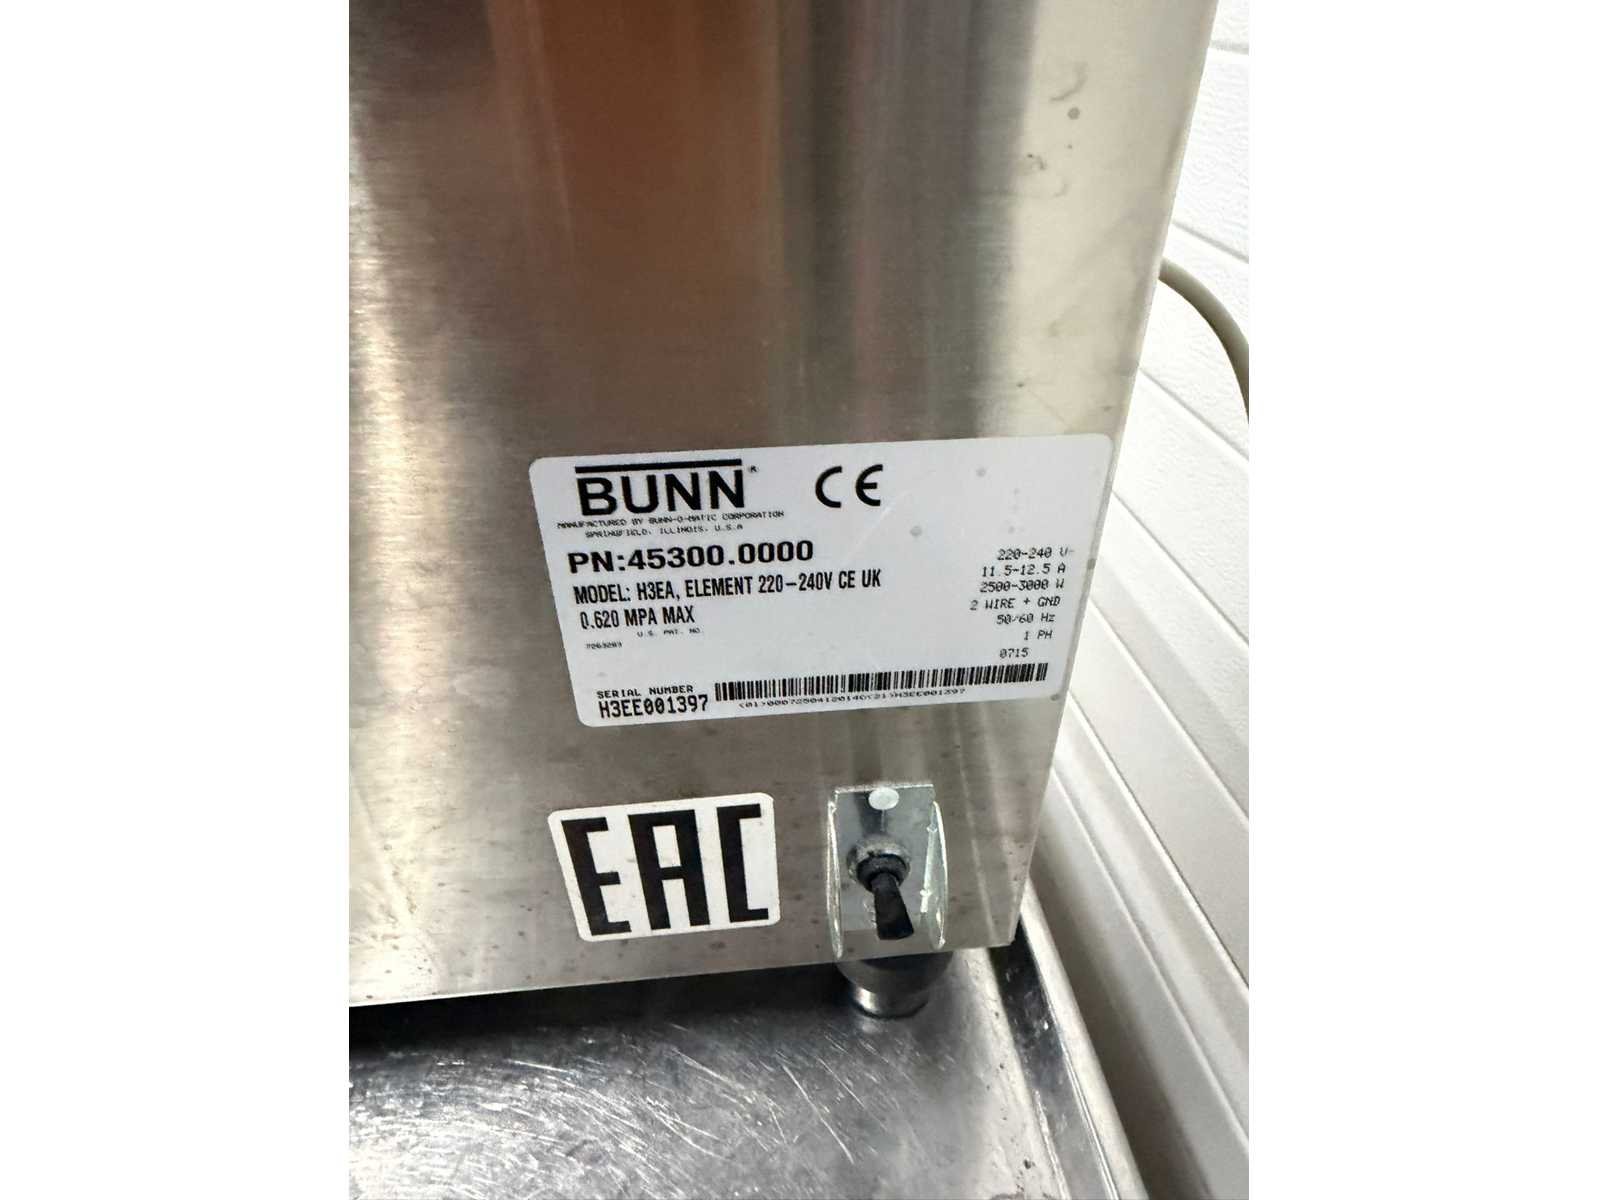 BUNN®
CE
MANUFACTURED BY BUNN-O-MATIC CORPORATION
SPRINGFIELD, ILLINOIS, U.S.A
PN:45300.0000
MODEL: H3EA, ELEMENT 220-240V CE UK
0.620 MPA MAX
U.S. PAT. NO.
7263283
220-240 V~
11.5-12.5 A
2500-3000 W
2 WIRE + GND
50/60 Hz
1 PH
0715
SERIAL NUMBER
H3EE001397
EAC